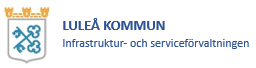 LULEÅ KOMMUN
Infrastruktur- och serviceförvaltningen